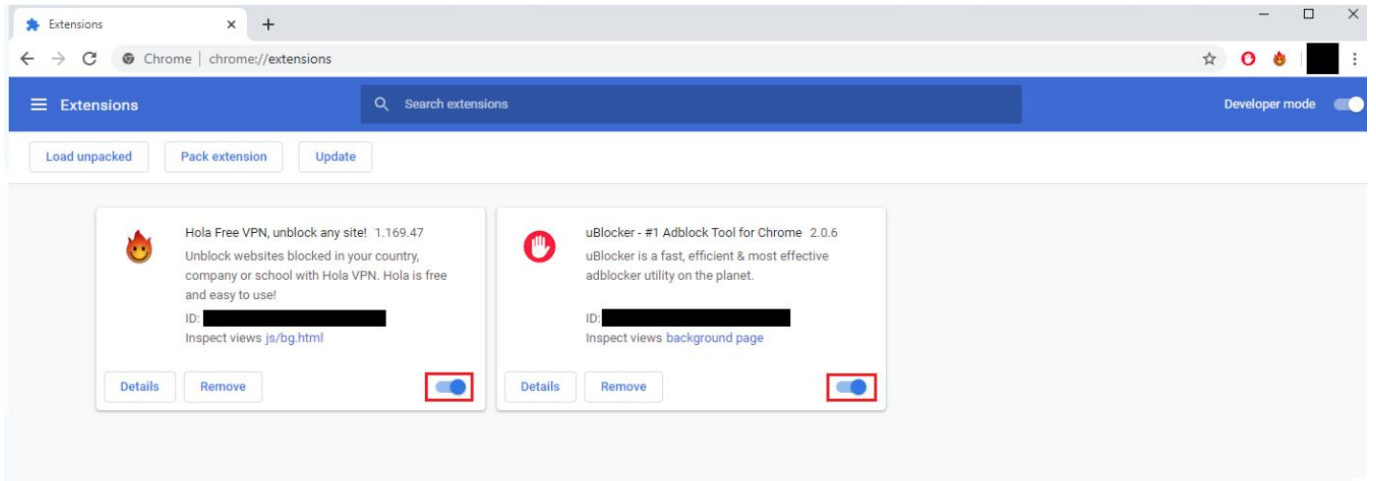 Extensions
Chrome | chrome://extensions
Extensions
Search extensions
Developer mode
Load unpacked
Pack extension
Update
Hola Free VPN, unblock any site! 1.169.47
Unblock websites blocked in your country,
company or school with Hola VPN. Hola is free
and easy to use!
ID:
Inspect views js/bg.html
Details
Remove
uBlocker - #1 Adblock Tool for Chrome 2.0.6
uBlocker is a fast, efficient & most effective
adblocker utility on the planet.
ID:
Inspect views background page
Details
Remove